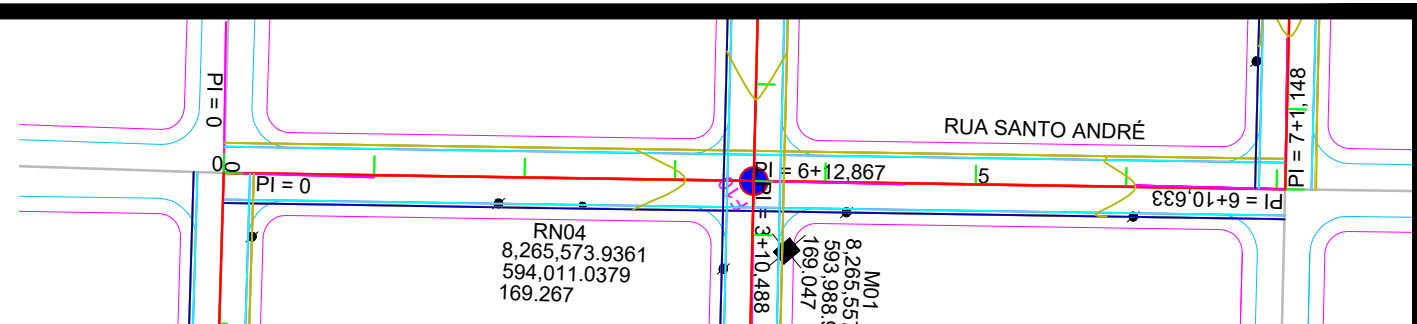 PI = 0
0
0
PI = 0
RN04
8,265,573.9361
594,011.0379
169.267
PI = 6+12,867
PI = 3+10,488
M01
169.047
RUA SANTO ANDRÉ
5
PI = 6+10,633
PI = 7+1,148